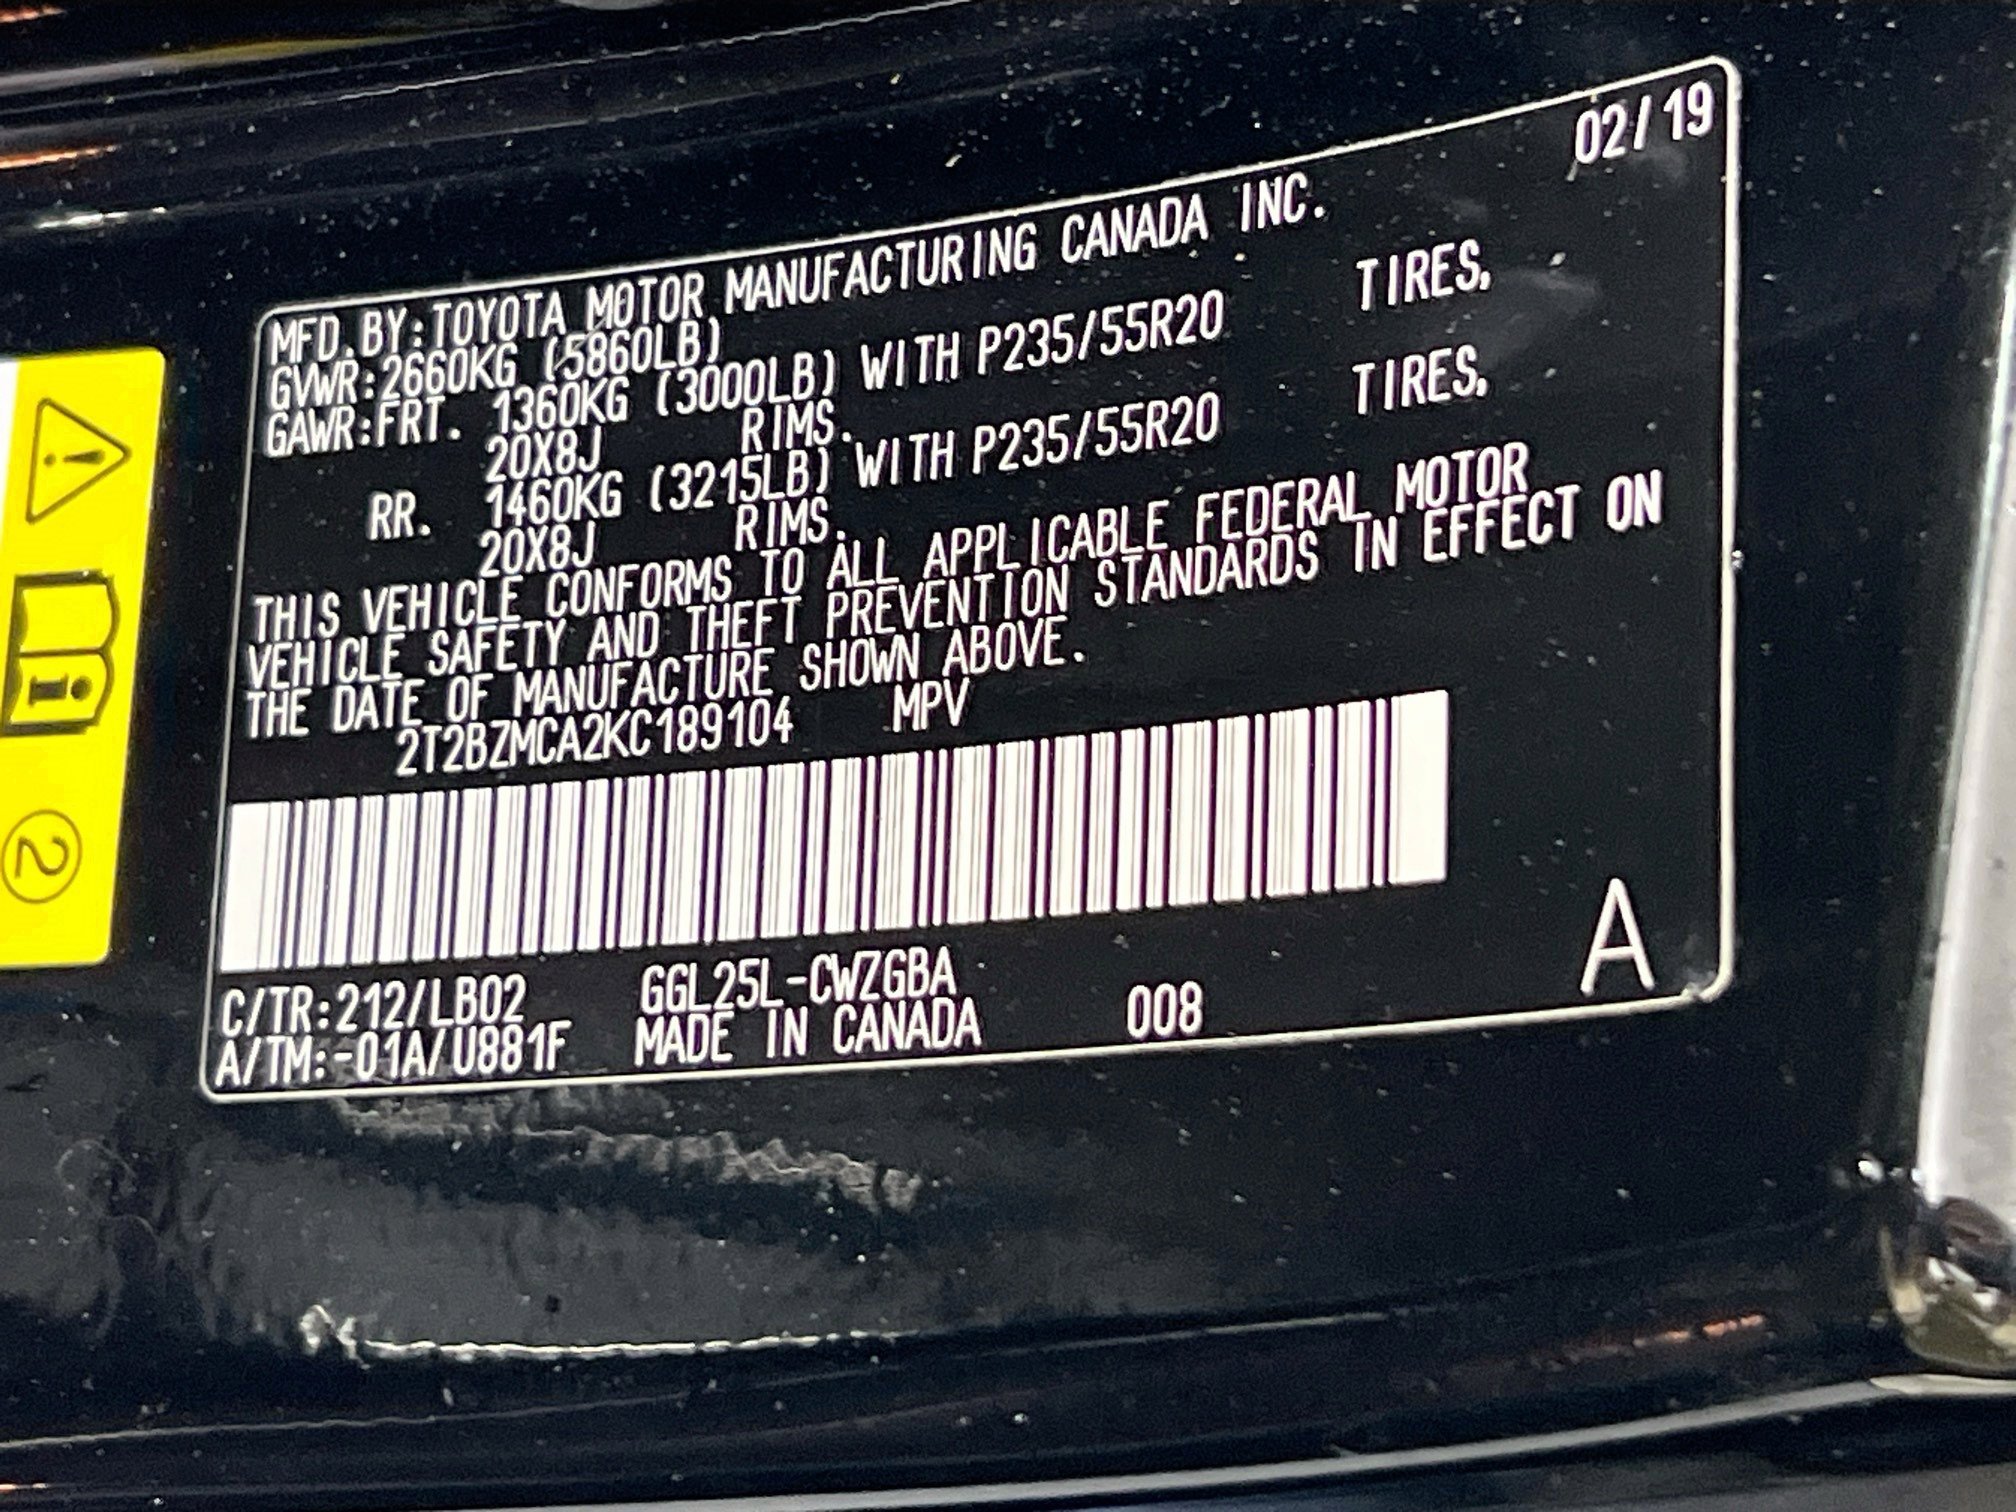 02/19
MFD. BY:TOYOTA MOTOR MANUFACTURING CANADA INC.
GVWR:2660KG (5860LB)
GAWR:FRT. 1360KG (3000LB) WITH P235/55R20 TIRES,
20X8J RIMS.
RR. 1460KG (3215LB) WITH P235/55R20 TIRES,
20X8J RIMS.
THIS VEHICLE CONFORMS TO ALL APPLICABLE FEDERAL MOTOR
VEHICLE SAFETY AND THEFT PREVENTION STANDARDS IN EFFECT ON
THE DATE OF MANUFACTURE SHOWN ABOVE.
2T2BZMCA2KC189104 MPV
C/TR:212/LB02 GGL25L-CWZGBA
A/TM:-01A/U881F MADE IN CANADA 008
A
2